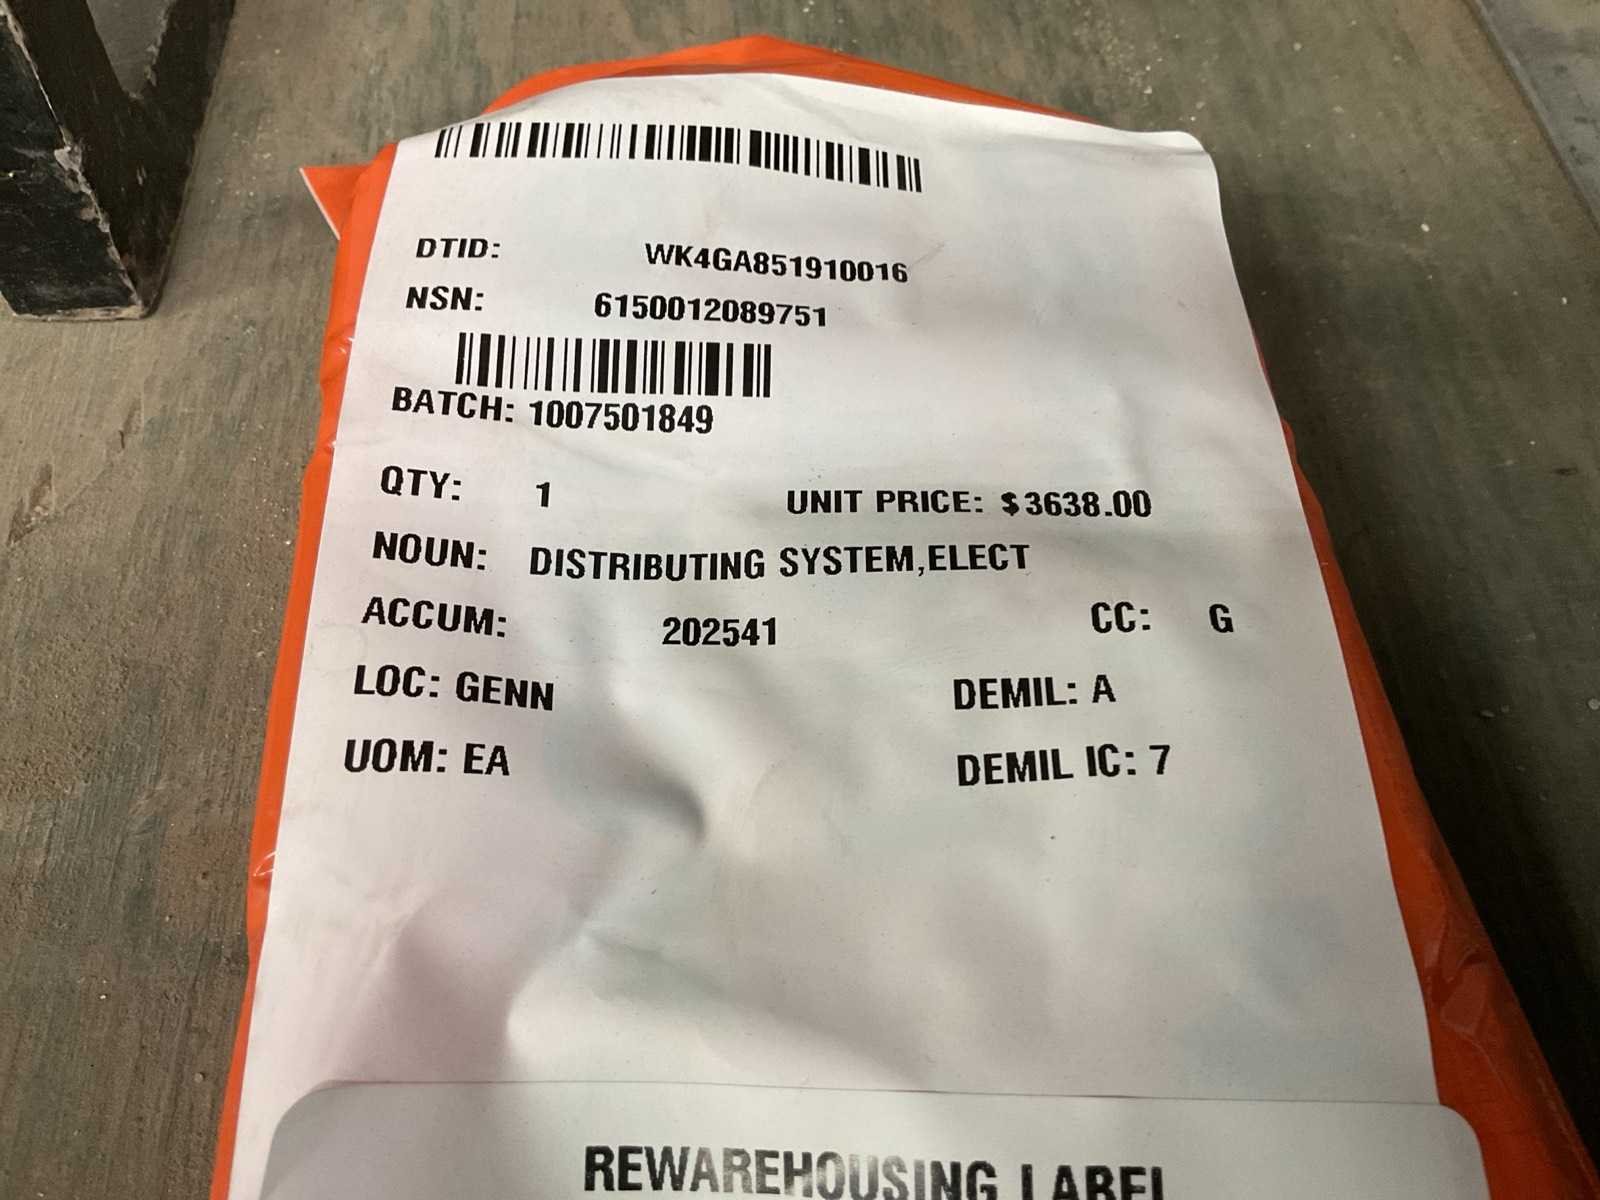 DTID: WK4GA851910016
NSN: 6150012089751
BATCH: 1007501849
QTY: 1 UNIT PRICE: $3638.00
NOUN: DISTRIBUTING SYSTEM,ELECT
ACCUM: 202541 CC: G
LOC: GENN DEMIL: A
UOM: EA DEMIL IC: 7
REWAREHOUSING LABEL